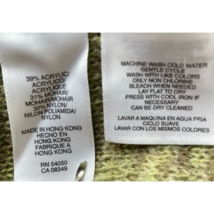 39% ACRYLIC/
ACRYLIQUE/
ACRILICO
31% MOHAIR/
MOHAIR/MOHAIR
30% NYLON/
NILON POLIAMIDA/
NYLON
MADE IN HONG KONG
HECHO EN
HONG KONG
FABRIQUE A
HONG KONG
RN 54050
CA 08349
MACHINE WASH COLD WATER
GENTLE CYCLE
WASH WITH LIKE COLORS
ONLY NON CHLORINE
BLEACH WHEN NEEDED
LAY FLAT TO DRY
PRESS WITH COOL IRON IF
NECESSARY
CAN BE DRY CLEANED
LAVAR A MAQUINA EN AGUA FRIA
CICLO SUAVE
LAVAR CON LOS MISMOS COLORES